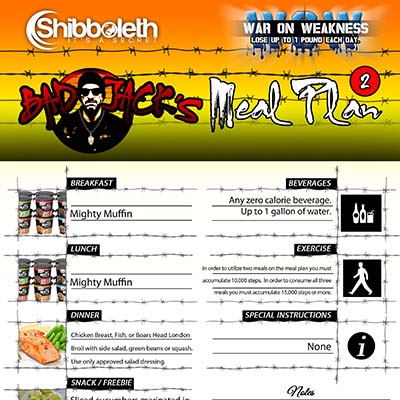 Shibboleth
IT'S A SECRET
WAR ON WEAKNESS
LOSE UP TO 1 POUND EACH DAY
BAD JACK'S
Meal Plan
2
BREAKFAST
Mighty Muffin
BEVERAGES
Any zero calorie beverage.
Up to 1 gallon of water.
LUNCH
Mighty Muffin
EXERCISE
In order to utilize two meals on the meal plan you must
accumulate 10,000 steps. In order to consume all three
meals you must accumulate 15,000 steps or more.
DINNER
Chicken Breast, Fish, or Boars Head London
Broil with side salad, green beans or squash.
Use only approved salad dressing.
SPECIAL INSTRUCTIONS
None
i
SNACK / FREEBIE
Sliced cucumbers marinated in
Notes